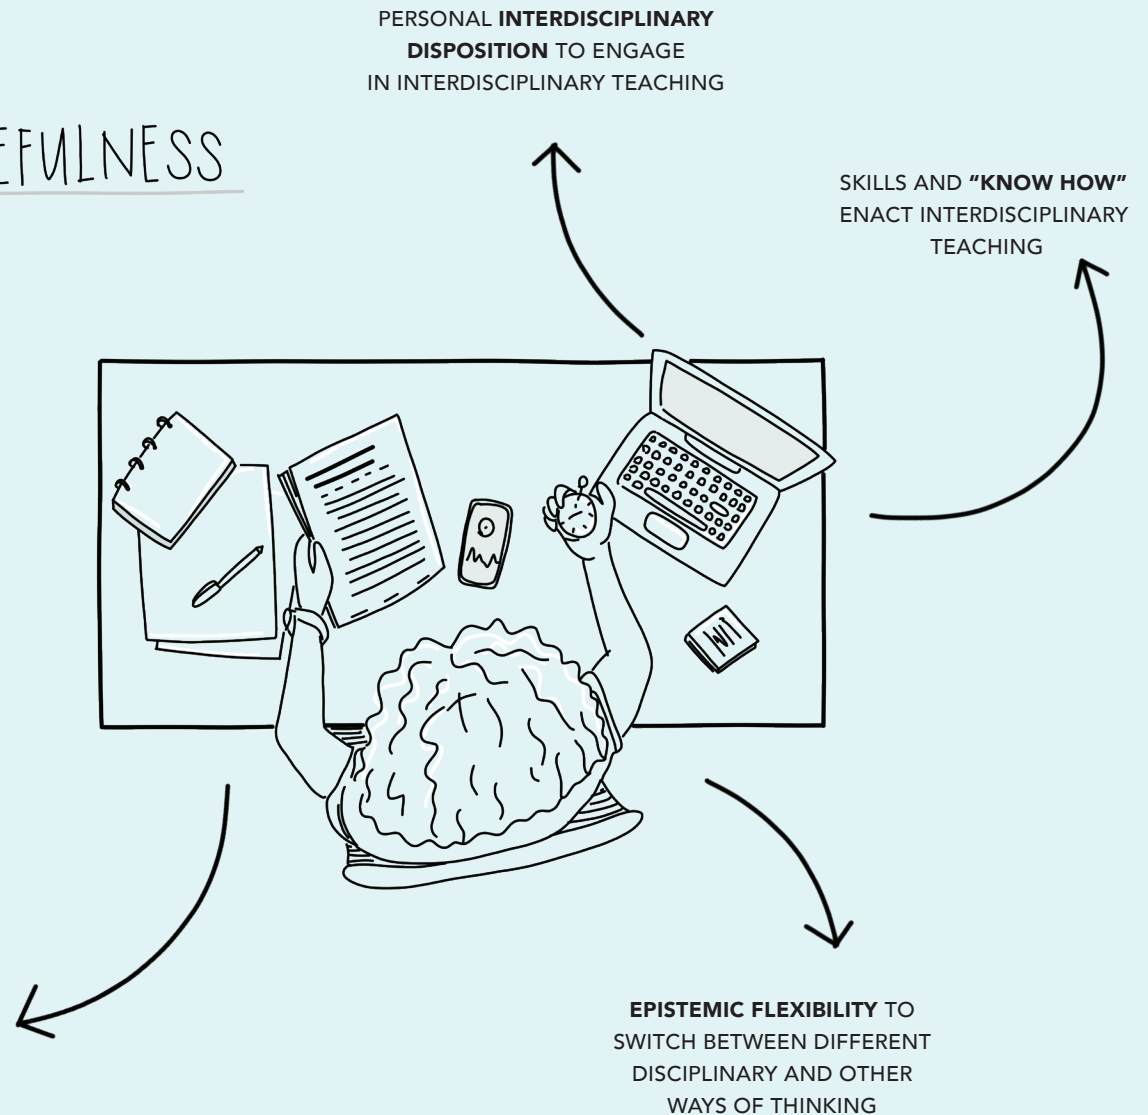 PERSONAL INTERDISCIPLINARY
DISPOSITION TO ENGAGE
IN INTERDISCIPLINARY TEACHING
EFULNESS
SKILLS AND “KNOW HOW”
ENACT INTERDISCIPLINARY
TEACHING
EPISTEMIC FLEXIBILITY TO
SWITCH BETWEEN DIFFERENT
DISCIPLINARY AND OTHER
WAYS OF THINKING